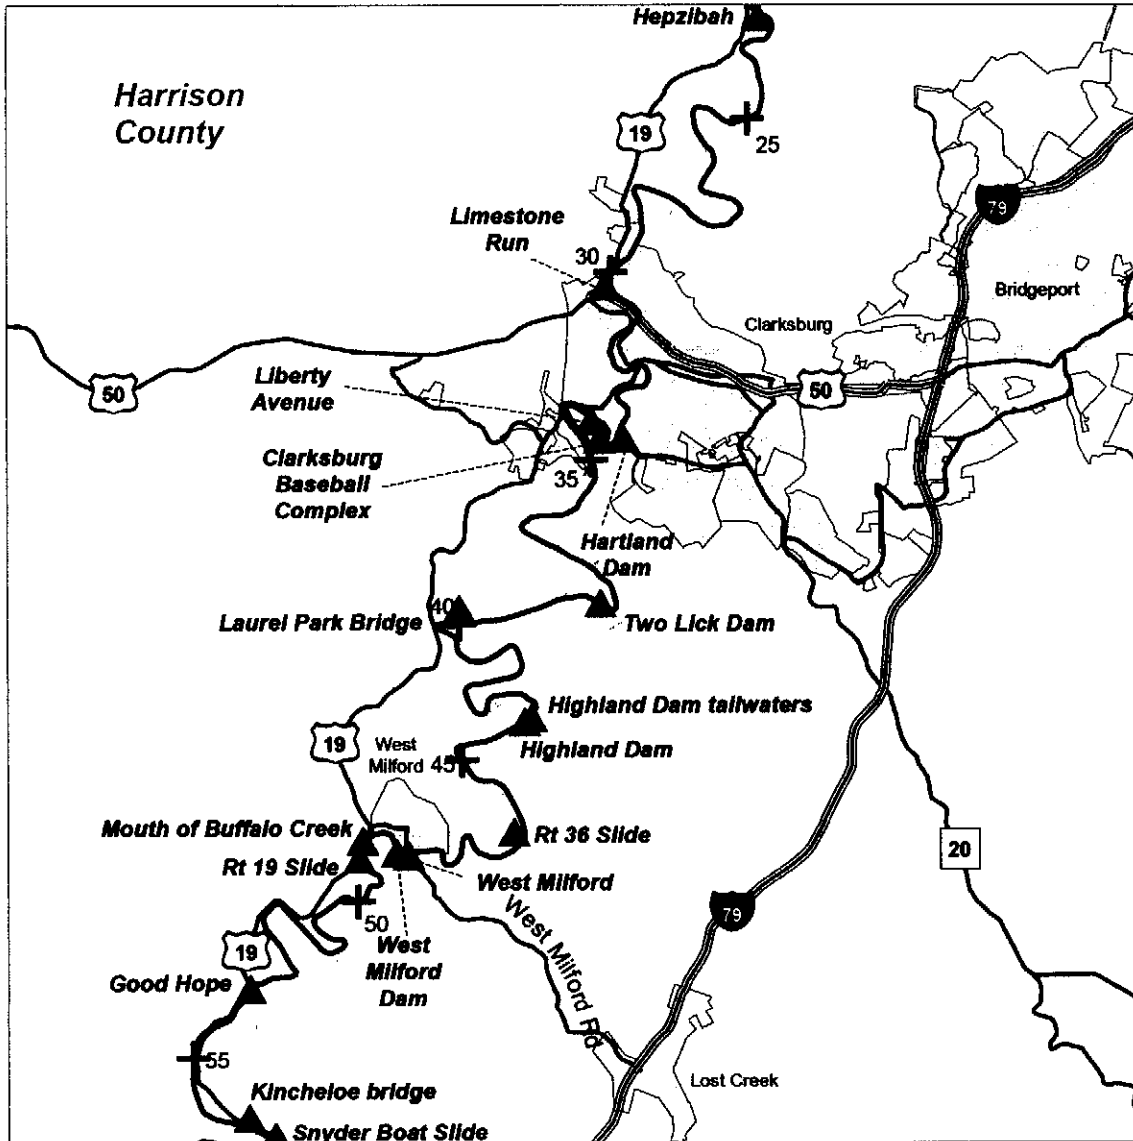 Hepzibah
Harrison
County
19
25
79
Limestone
Run
30
Bridgeport
Clarksburg
50
50
Liberty
Avenue
Clarksburg
Baseball
Complex
35
Hartland
Dam
40
Laurel Park Bridge
Two Lick Dam
Highland Dam tailwaters
19
West
Milford
Highland Dam
45
Mouth of Buffalo Creek
Rt 36 Slide
Rt 19 Slide
20
West Milford
50
79
West Milford Rd
19
West
Milford
Dam
Good Hope
55
Lost Creek
Kincheloe bridge
Snyder Boat Slide